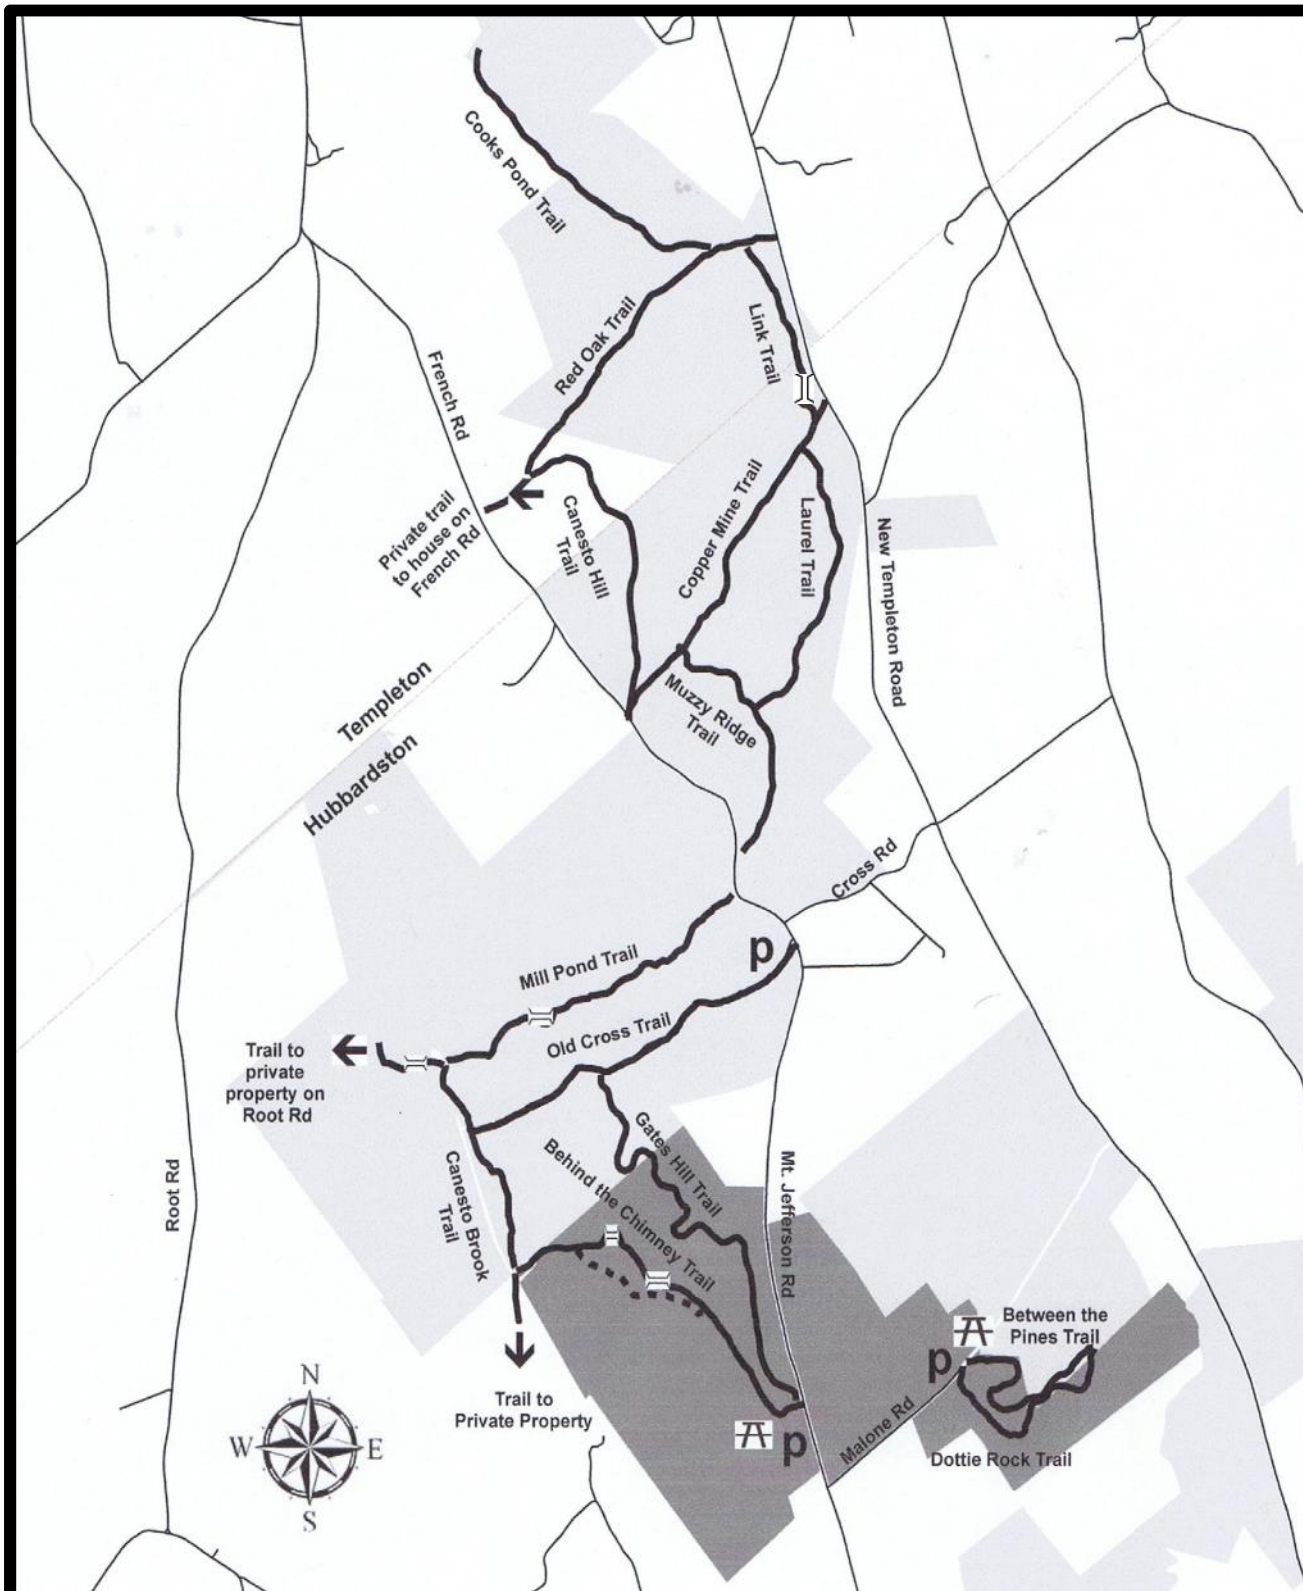 Cooks Pond Trail
Red Oak Trail
Link Trail
French Rd
Private trail
to house on
French Rd
Canesto Hill
Trail
Copper Mine Trail
Laurel Trail
New Templeton Road
Muzzy Ridge
Trail
Templeton
Hubbardston
Cross Rd
Mill Pond Trail
p
Old Cross Trail
Trail to
private
property on
Root Rd
Root Rd
Canesto Brook
Trail
Behind the Chimney Trail
Gates Hill Trail
Mt. Jefferson Rd
Between the
Pines Trail
p
Malone Rd
Dottie Rock Trail
Trail to
Private Property
p
N
W E
S